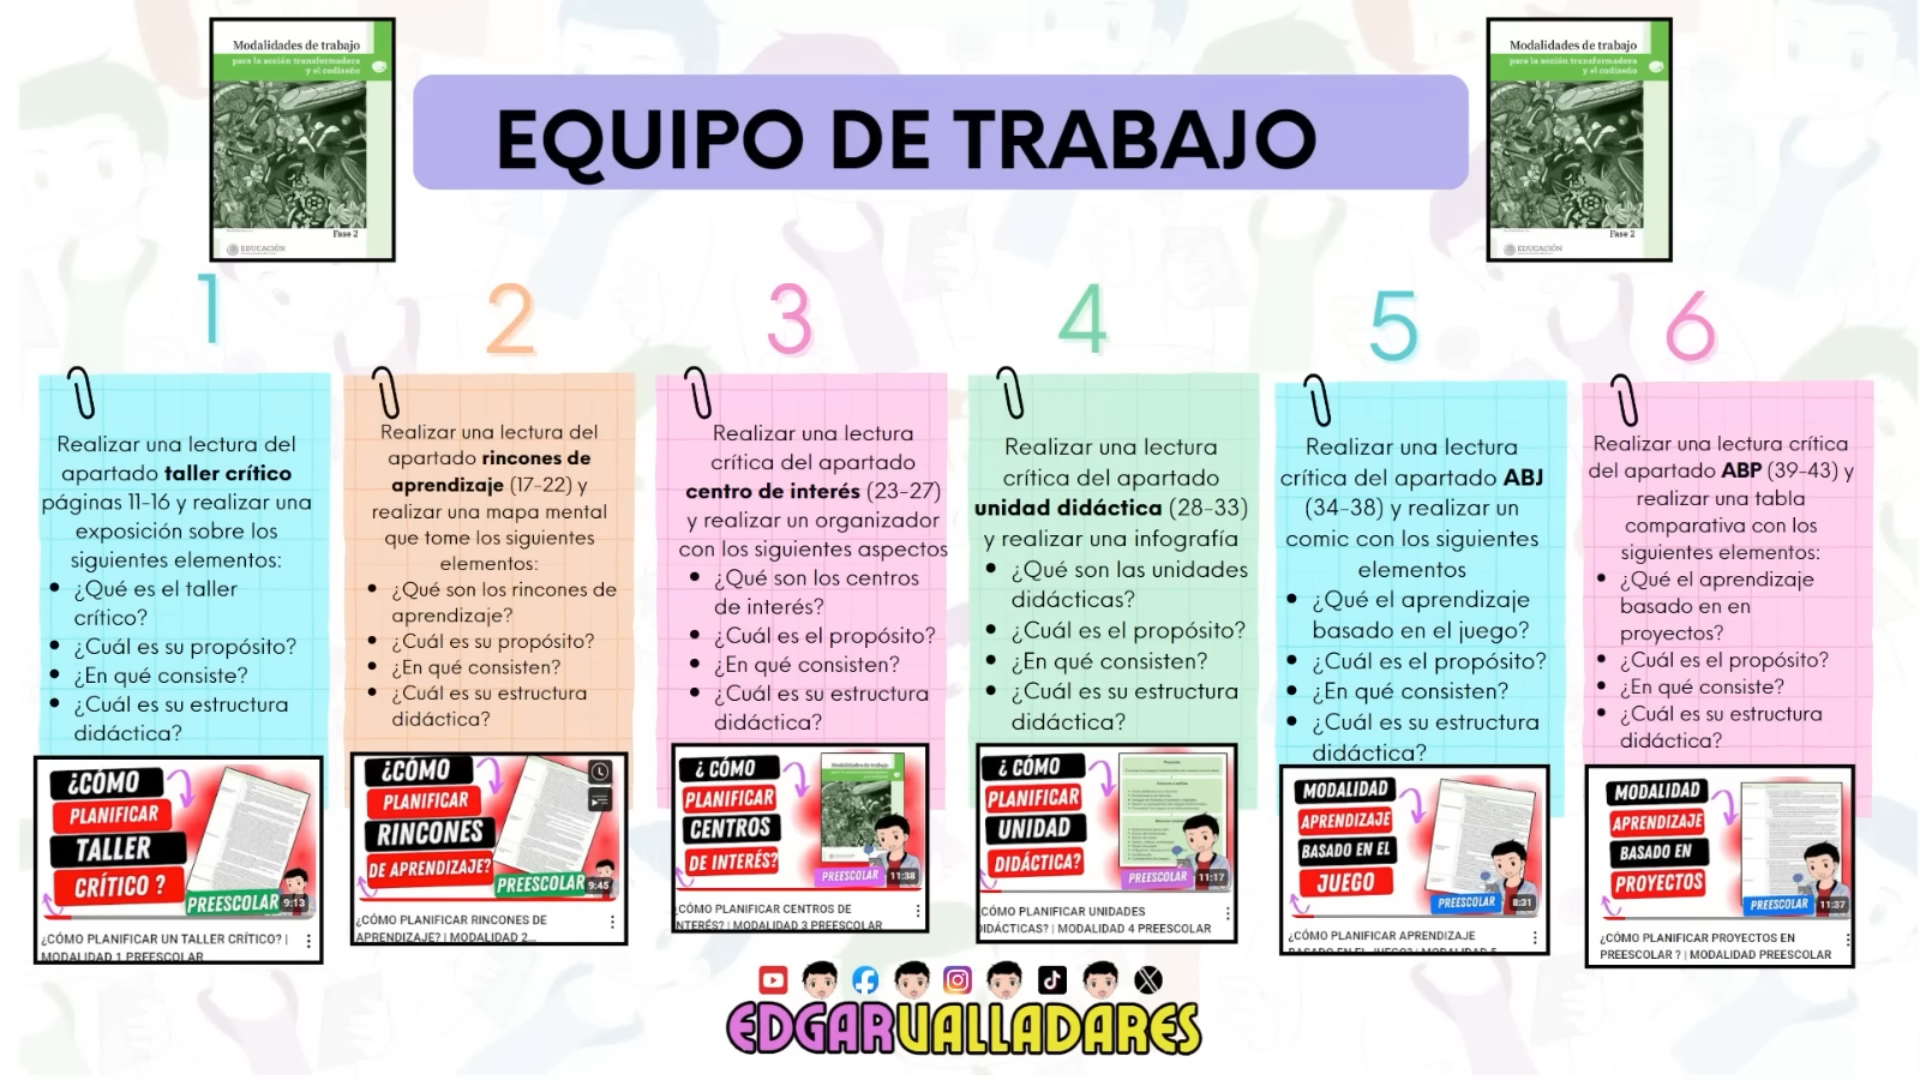 Modalidades de trabajo
para la acción transformadora
y el codiseño
Fase 2
EDUCACIÓN
EQUIPO DE TRABAJO
Modalidades de trabajo
para la acción transformadora
y el codiseño
Fase 2
EDUCACIÓN
1
Realizar una lectura del
apartado taller crítico
páginas 11-16 y realizar una
exposición sobre los
siguientes elementos:
• ¿Qué es el taller
crítico?
• ¿Cuál es su propósito?
• ¿En qué consiste?
• ¿Cuál es su estructura
didáctica?
¿CÓMO
PLANIFICAR
TALLER
CRÍTICO ?
PREESCOLAR
9:13
¿CÓMO PLANIFICAR UN TALLER CRÍTICO? |
MODALIDAD 1 PREESCOLAR
2
Realizar una lectura del
apartado rincones de
aprendizaje (17-22) y
realizar una mapa mental
que tome los siguientes
elementos:
• ¿Qué son los rincones de
aprendizaje?
• ¿Cuál es su propósito?
• ¿En qué consisten?
• ¿Cuál es su estructura
didáctica?
¿CÓMO
PLANIFICAR
RINCONES
DE APRENDIZAJE?
PREESCOLAR
9:45
¿CÓMO PLANIFICAR RINCONES DE
APRENDIZAJE? | MODALIDAD 2...
3
Realizar una lectura
crítica del apartado
centro de interés (23-27)
y realizar un organizador
con los siguientes aspectos
• ¿Qué son los centros
de interés?
• ¿Cuál es el propósito?
• ¿En qué consisten?
• ¿Cuál es su estructura
didáctica?
¿ CÓMO
PLANIFICAR
CENTROS
DE INTERÉS?
Modalidades de trabajo
PREESCOLAR
11:38
¿CÓMO PLANIFICAR CENTROS DE
NTERÉS? | MODALIDAD 3 PREESCOLAR
4
Realizar una lectura
crítica del apartado
unidad didáctica (28-33)
y realizar una infografía
• ¿Qué son las unidades
didácticas?
• ¿Cuál es el propósito?
• ¿En qué consisten?
• ¿Cuál es su estructura
didáctica?
¿ CÓMO
PLANIFICAR
UNIDAD
DIDÁCTICA?
PREESCOLAR
11:17
CÓMO PLANIFICAR UNIDADES
DIDÁCTICAS? | MODALIDAD 4 PREESCOLAR
5
Realizar una lectura
crítica del apartado ABJ
(34-38) y realizar un
comic con los siguientes
elementos
• ¿Qué el aprendizaje
basado en el juego?
• ¿Cuál es el propósito?
• ¿En qué consisten?
• ¿Cuál es su estructura
didáctica?
MODALIDAD
APRENDIZAJE
BASADO EN EL
JUEGO
PREESCOLAR
8:31
¿CÓMO PLANIFICAR APRENDIZAJE
BASADO EN EL JUEGO? | MODALIDAD 5
6
Realizar una lectura crítica
del apartado ABP (39-43) y
realizar una tabla
comparativa con los
siguientes elementos:
• ¿Qué el aprendizaje
basado en en
proyectos?
• ¿Cuál es el propósito?
• ¿En qué consiste?
• ¿Cuál es su estructura
didáctica?
MODALIDAD
APRENDIZAJE
BASADO EN
PROYECTOS
PREESCOLAR
11:37
¿CÓMO PLANIFICAR PROYECTOS EN
PREESCOLAR ? | MODALIDAD PREESCOLAR
EDGARVALLADARES